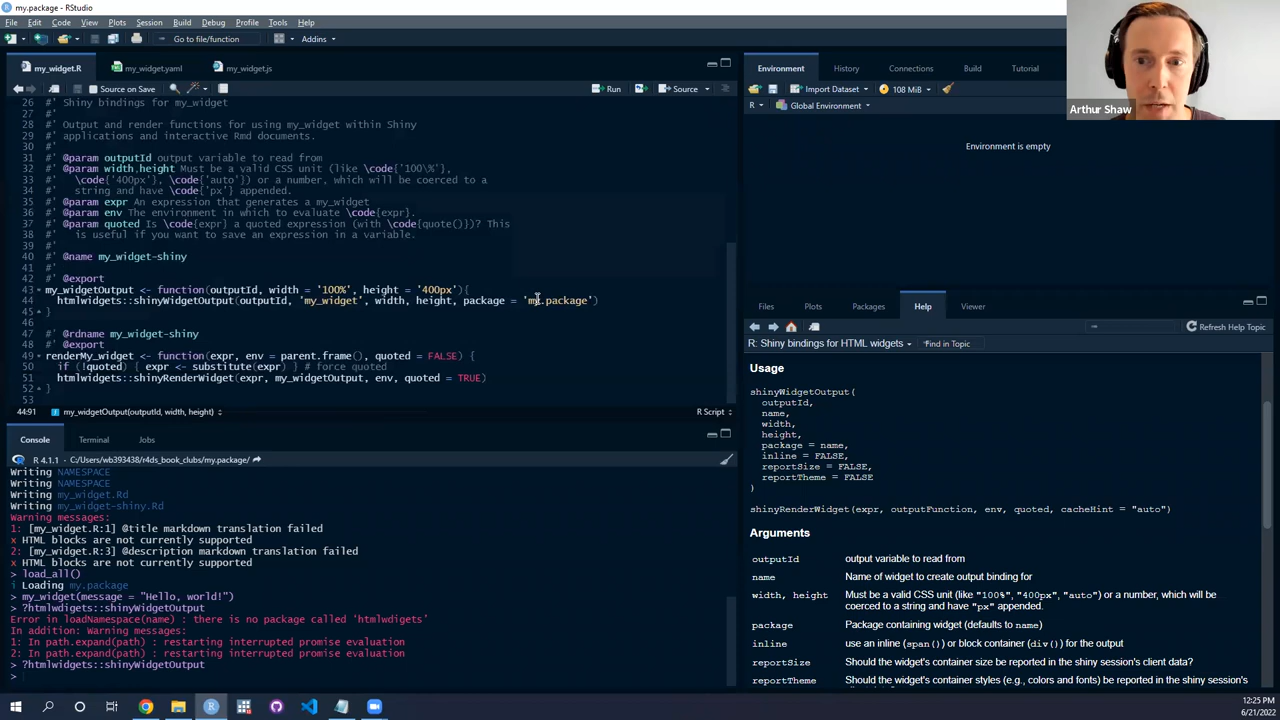 my.package - RStudio
File Edit Code View Plots Session Build Debug Profile Tools Help
Go to file/function Addins
my_widget.R my_widget.yaml my_widget.js
Source on Save Run Source
26 #' Shiny bindings for my_widget
27 #'
28 #' Output and render functions for using my_widget within Shiny
29 #' applications and interactive Rmd documents.
30 #'
31 #' @param outputId output variable to read from
32 #' @param width,height Must be a valid CSS unit (like \code{'100\%'},
33 #' \code{'400px'}, \code{'auto'}) or a number, which will be coerced to a
34 #' string and have \code{'px'} appended.
35 #' @param expr An expression that generates a my_widget
36 #' @param env The environment in which to evaluate \code{expr}.
37 #' @param quoted Is \code{expr} a quoted expression (with \code{quote()})? This
38 #' is useful if you want to save an expression in a variable.
39 #'
40 #' @name my_widget-shiny
41 #'
42 #' @export
43 my_widgetOutput <- function(outputId, width = '100%', height = '400px'){
44 htmlwidgets::shinyWidgetOutput(outputId, 'my_widget', width, height, package = 'my.package')
45 }
46
47 #' @rdname my_widget-shiny
48 #' @export
49 renderMy_widget <- function(expr, env = parent.frame(), quoted = FALSE) {
50 if (!quoted) { expr <- substitute(expr) } # force quoted
51 htmlwidgets::shinyRenderWidget(expr, my_widgetOutput, env, quoted = TRUE)
52 }
53
44:91 my_widgetOutput(outputId, width, height) R Script
Console Terminal Jobs
R 4.1.1 · C:/Users/wb393438/r4ds_book_clubs/my.package/
Writing NAMESPACE
Writing NAMESPACE
Writing my_widget.Rd
Writing my_widget-shiny.Rd
Warning messages:
1: [my_widget.R:1] @title markdown translation failed
x HTML blocks are not currently supported
2: [my_widget.R:3] @description markdown translation failed
x HTML blocks are not currently supported
> load_all()
i Loading my.package
> my_widget(message = "Hello, world!")
> ?htmlwdigets::shinyWidgetOutput
Error in loadNamespace(name) : there is no package called 'htmlwdigets'
In addition: Warning messages:
1: In path.expand(path) : restarting interrupted promise evaluation
2: In path.expand(path) : restarting interrupted promise evaluation
> ?htmlwidgets::shinyWidgetOutput
>
Environment History Connections Build Tutorial
Import Dataset 108 MiB
R Global Environment
Environment is empty
Arthur Shaw
Files Plots Packages Help Viewer
Refresh Help Topic
R: Shiny bindings for HTML widgets Find in Topic
Usage
shinyWidgetOutput(
outputId,
name,
width,
height,
package = name,
inline = FALSE,
reportSize = FALSE,
reportTheme = FALSE
)
shinyRenderWidget(expr, outputFunction, env, quoted, cacheHint = "auto")
Arguments
outputId output variable to read from
name Name of widget to create output binding for
width, height Must be a valid CSS unit (like "100%", "400px", "auto") or a number, which will be
coerced to a string and have "px" appended.
package Package containing widget (defaults to name)
inline use an inline (span()) or block container (div()) for the output
reportSize Should the widget's container size be reported in the shiny session's client data?
reportTheme Should the widget's container styles (e.g., colors and fonts) be reported in the shiny session's
12:25 PM
6/21/2022